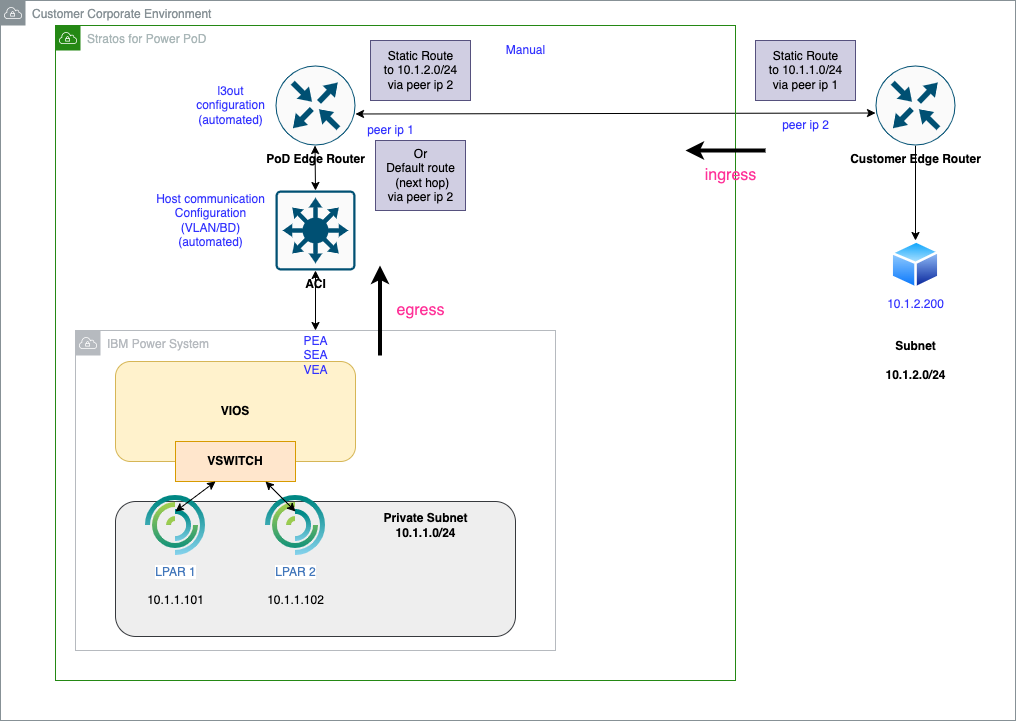 Customer Corporate Environment
Stratos for Power PoD
Static Route
to 10.1.2.0/24
via peer ip 2
Manual
Static Route
to 10.1.1.0/24
via peer ip 1
l3out
configuration
(automated)
peer ip 1
peer ip 2
PoD Edge Router
Or
Default route
(next hop)
via peer ip 2
ingress
Customer Edge Router
Host communication
Configuration
(VLAN/BD)
(automated)
ACI
egress
10.1.2.200
Subnet
10.1.2.0/24
IBM Power System
PEA
SEA
VEA
VIOS
VSWITCH
Private Subnet
10.1.1.0/24
LPAR 1
LPAR 2
10.1.1.101
10.1.1.102